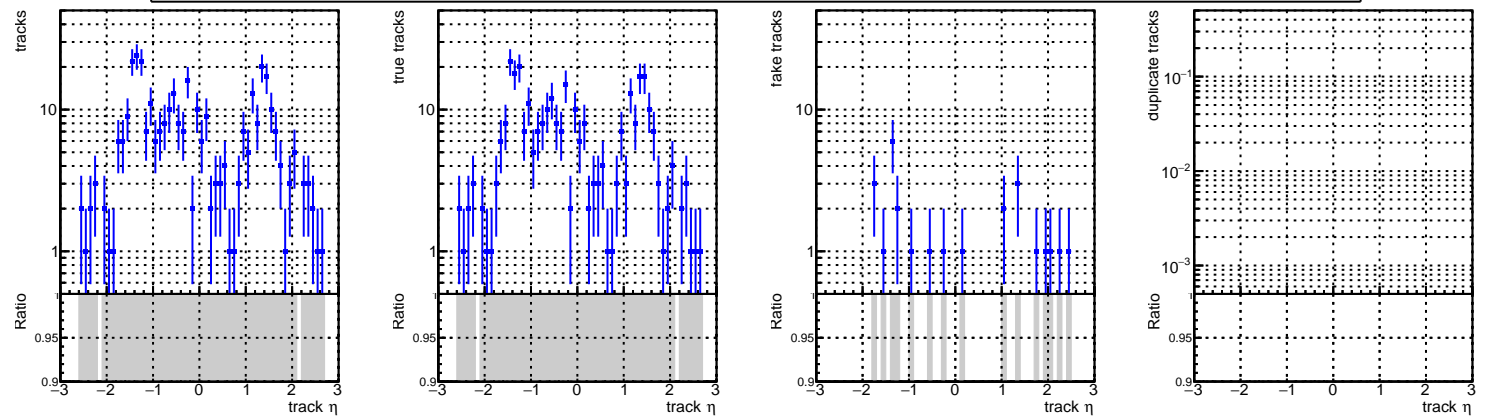 tracks
10
1
Ratio
1
0.95
0.9
−3 −2 −1 0 1 2 3
track η
true tracks
10
1
Ratio
1
0.95
0.9
−3 −2 −1 0 1 2 3
track η
fake tracks
10
1
Ratio
1
0.95
0.9
−3 −2 −1 0 1 2 3
track η
duplicate tracks
10−1
10−2
10−3
Ratio
1
0.95
0.9
−3 −2 −1 0 1 2 3
track η